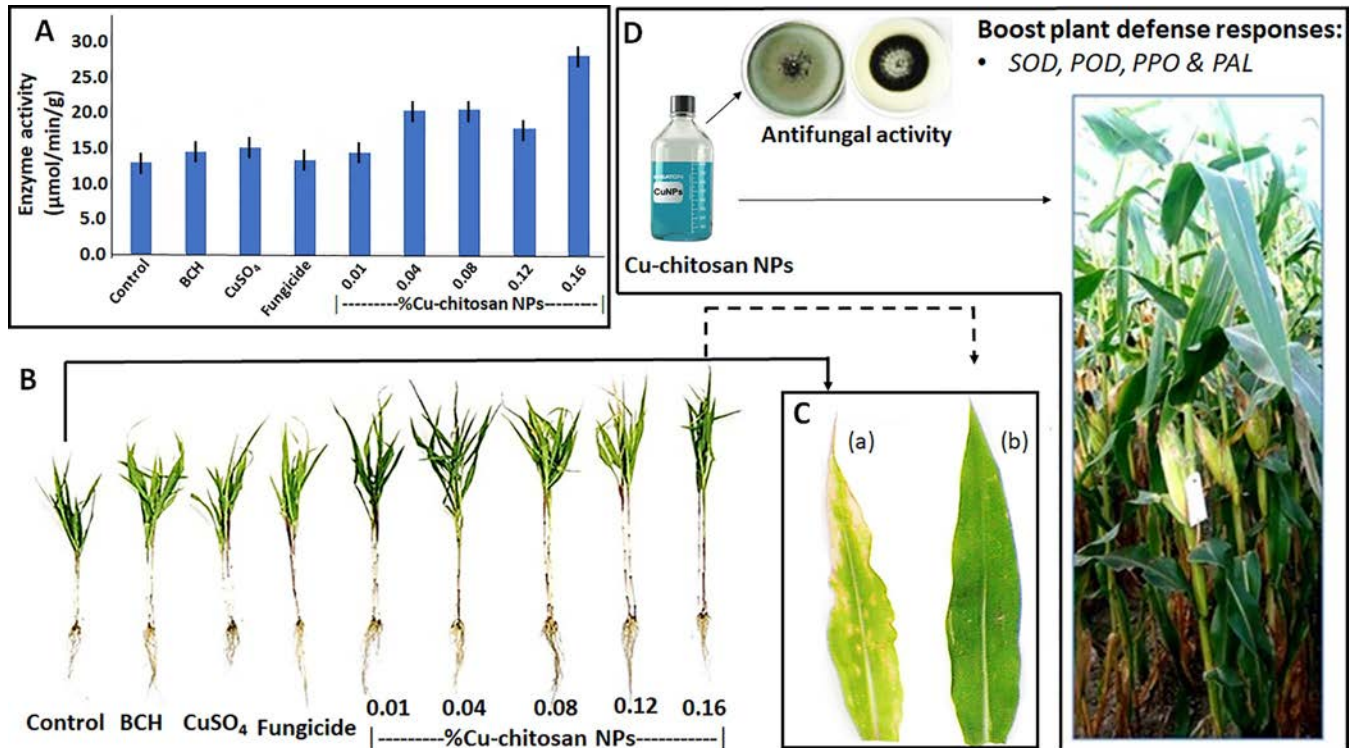 A
Enzyme activity
(µmol/min/g)
30.0
25.0
20.0
15.0
10.0
5.0
0.0
Control
BCH
CuSO₄
Fungicide
0.01
0.04
0.08
0.12
0.16
|---------%Cu-chitosan NPs----------|
D
Boost plant defense responses:
• SOD, POD, PPO & PAL
Antifungal activity
CuNPs
Cu-chitosan NPs
B
Control
BCH
CuSO₄
Fungicide
0.01
0.04
0.08
0.12
0.16
|---------%Cu-chitosan NPs-----------|
C
(a)
(b)